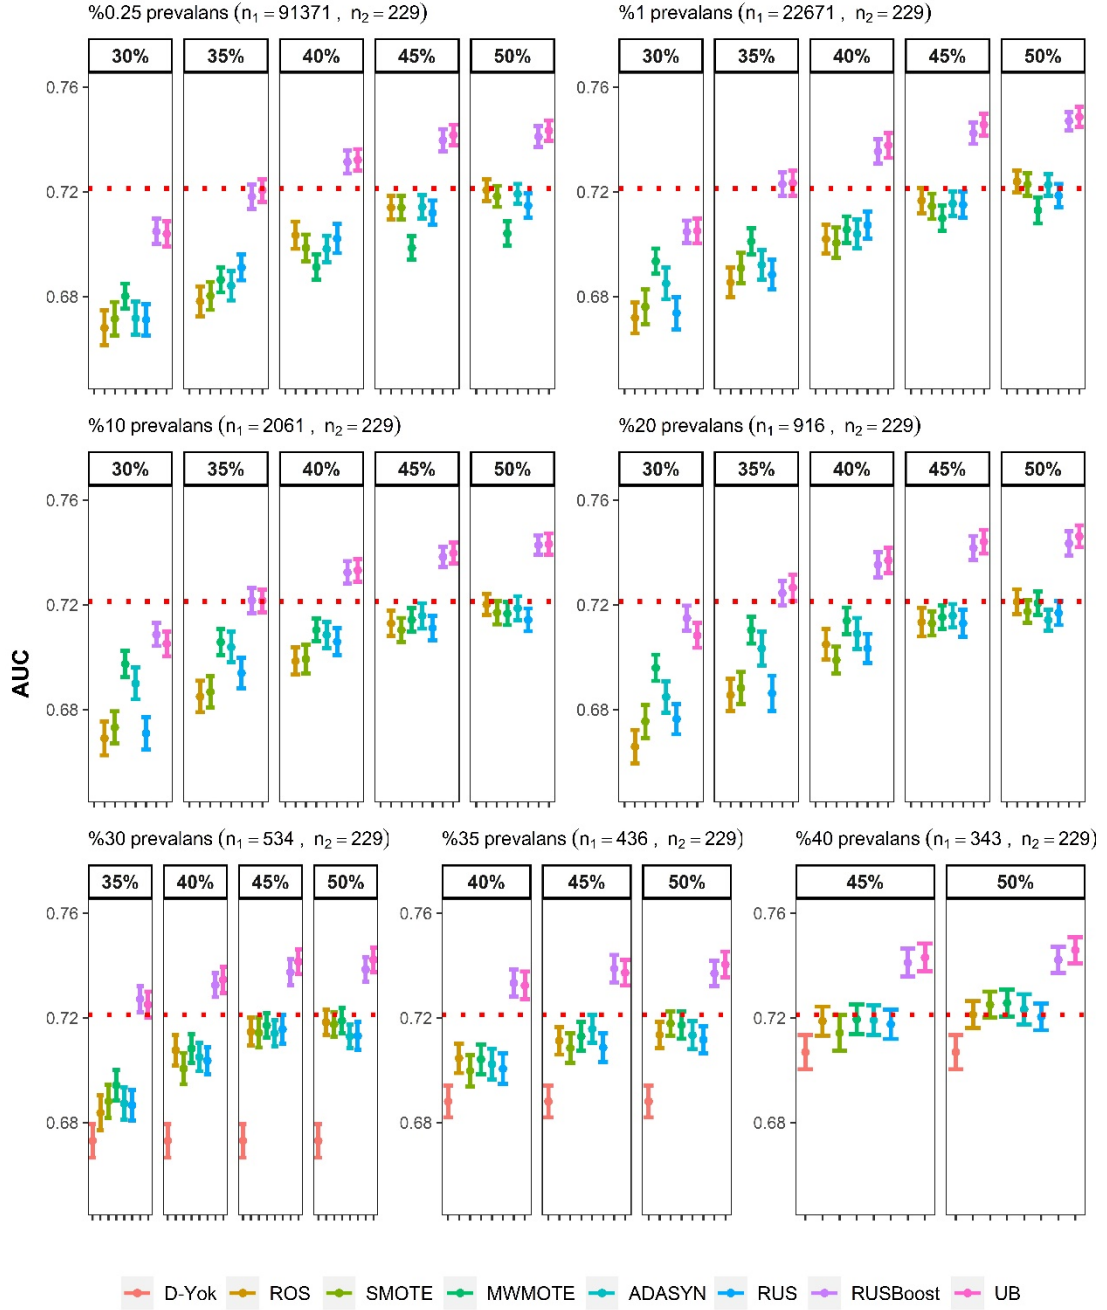 %0.25 prevalans (n₁ = 91371 , n₂ = 229)
%1 prevalans (n₁ = 22671 , n₂ = 229)
30% 35% 40% 45% 50%
30% 35% 40% 45% 50%
0.76
0.72
0.68
0.76
0.72
0.68
%10 prevalans (n₁ = 2061 , n₂ = 229)
%20 prevalans (n₁ = 916 , n₂ = 229)
30% 35% 40% 45% 50%
30% 35% 40% 45% 50%
0.76
0.72
0.68
0.76
0.72
0.68
AUC
%30 prevalans (n₁ = 534 , n₂ = 229)
%35 prevalans (n₁ = 436 , n₂ = 229)
%40 prevalans (n₁ = 343 , n₂ = 229)
35% 40% 45% 50%
40% 45% 50%
45% 50%
0.76
0.72
0.68
0.76
0.72
0.68
0.76
0.72
0.68
D-Yok ROS SMOTE MWMOTE ADASYN RUS RUSBoost UB